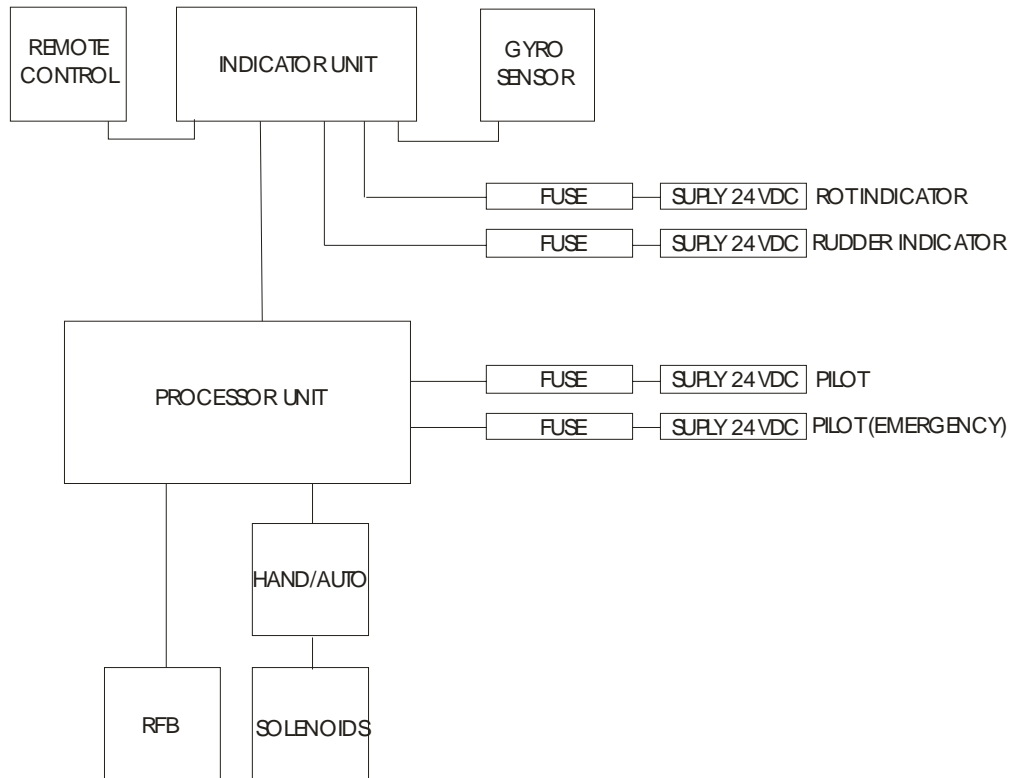 REMOTE
CONTROL
INDICATOR UNIT
GYRO
SENSOR
FUSE SUPLY 24 VDC ROT INDICATOR
FUSE SUPLY 24 VDC RUDDER INDICATOR
PROCESSOR UNIT
FUSE SUPLY 24 VDC PILOT
FUSE SUPLY 24 VDC PILOT (EMERGENCY)
HAND/AUTO
RFB
SOLENOIDS